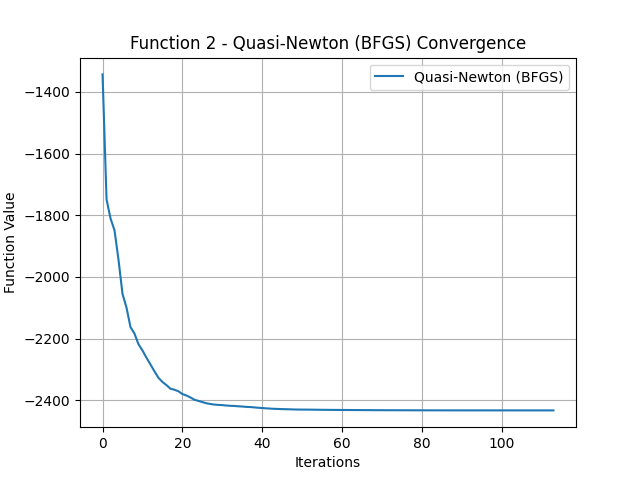 Function 2 - Quasi-Newton (BFGS) Convergence
Quasi-Newton (BFGS)
Function Value
−1400
−1600
−1800
−2000
−2200
−2400
0 20 40 60 80 100
Iterations